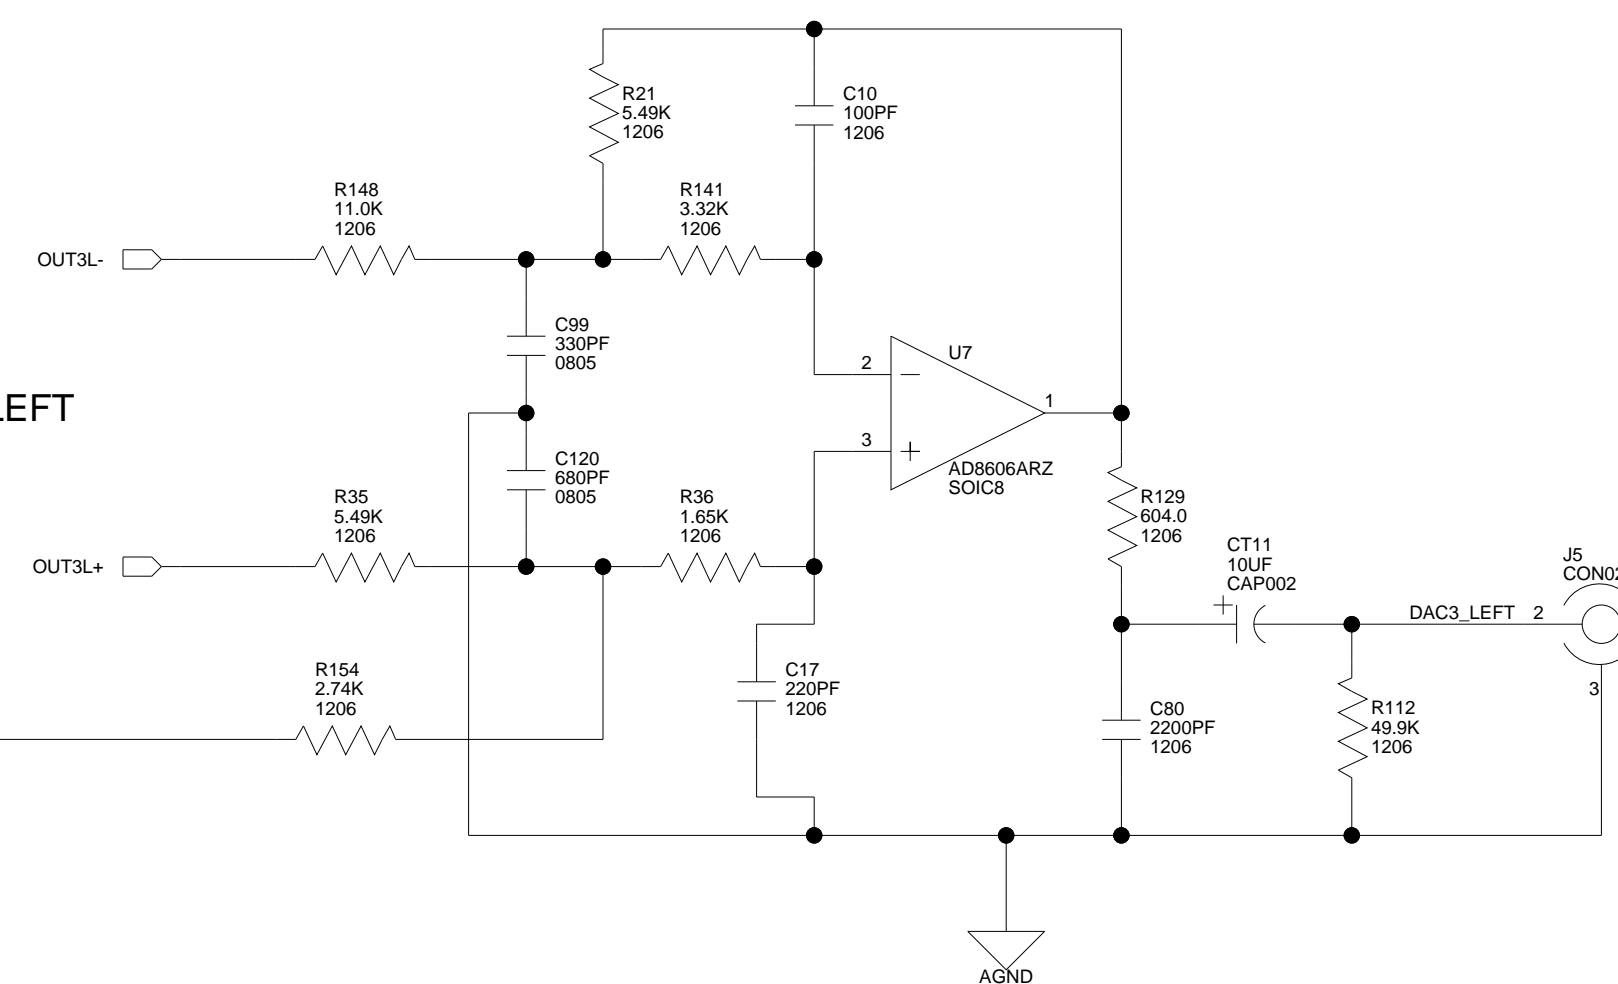 R21
5.49K
1206
C10
100PF
1206
R148
11.0K
1206
R141
3.32K
1206
OUT3L-
C99
330PF
0805
2
U7
1
LEFT
3
C120
680PF
0805
AD8606ARZ
SOIC8
R35
5.49K
1206
R36
1.65K
1206
R129
604.0
1206
OUT3L+
CT11
10UF
CAP002
J5
CON02
DAC3_LEFT 2
R154
2.74K
1206
C17
220PF
1206
3
C80
2200PF
1206
R112
49.9K
1206
AGND